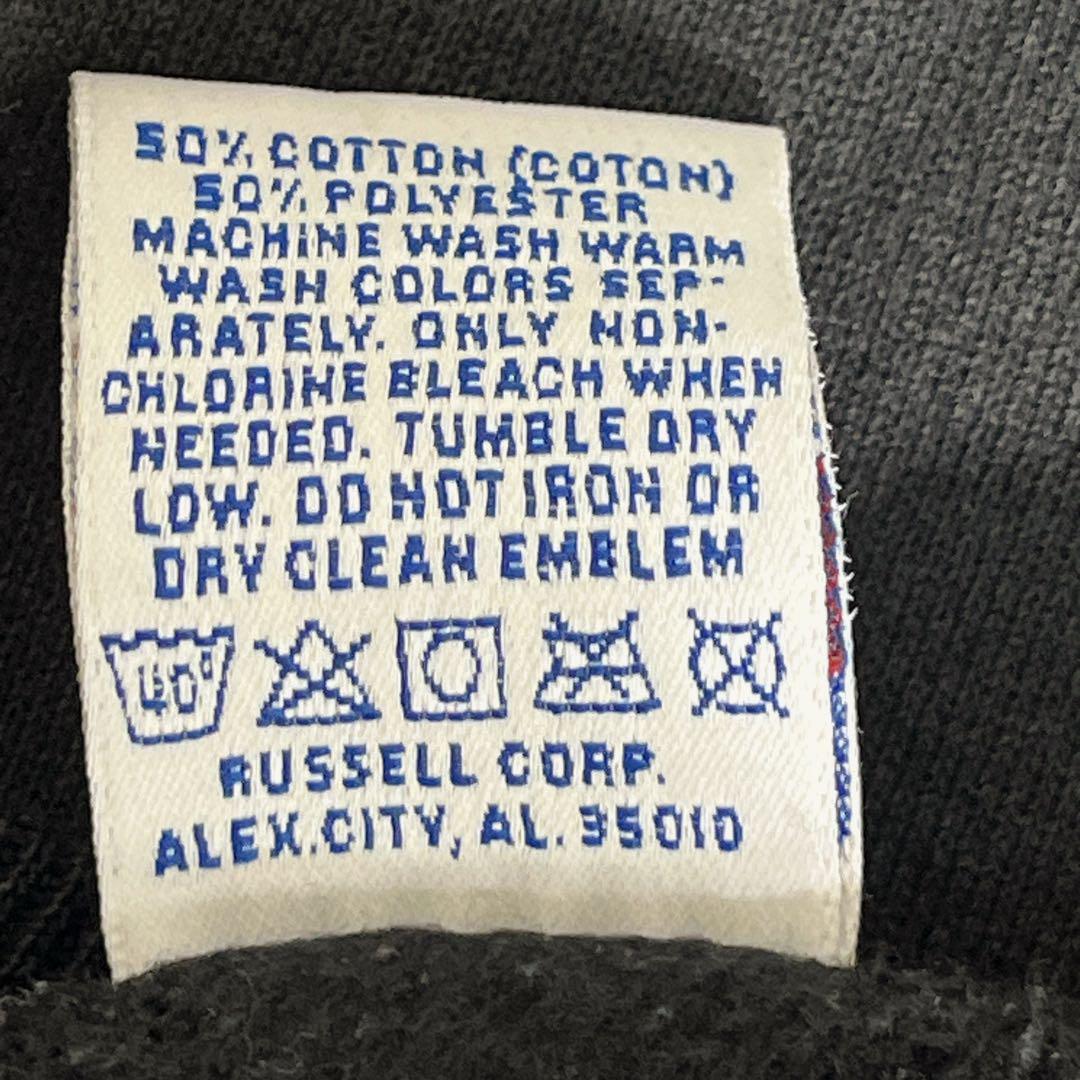 50% COTTON (COTON)
50% POLYESTER
MACHINE WASH WARM
WASH COLORS SEP-
ARATELY. ONLY NON-
CHLORINE BLEACH WHEN
NEEDED. TUMBLE DRY
LOW. DO NOT IRON OR
DRY CLEAN EMBLEM
40°
RUSSELL CORP.
ALEX.CITY, AL. 35010